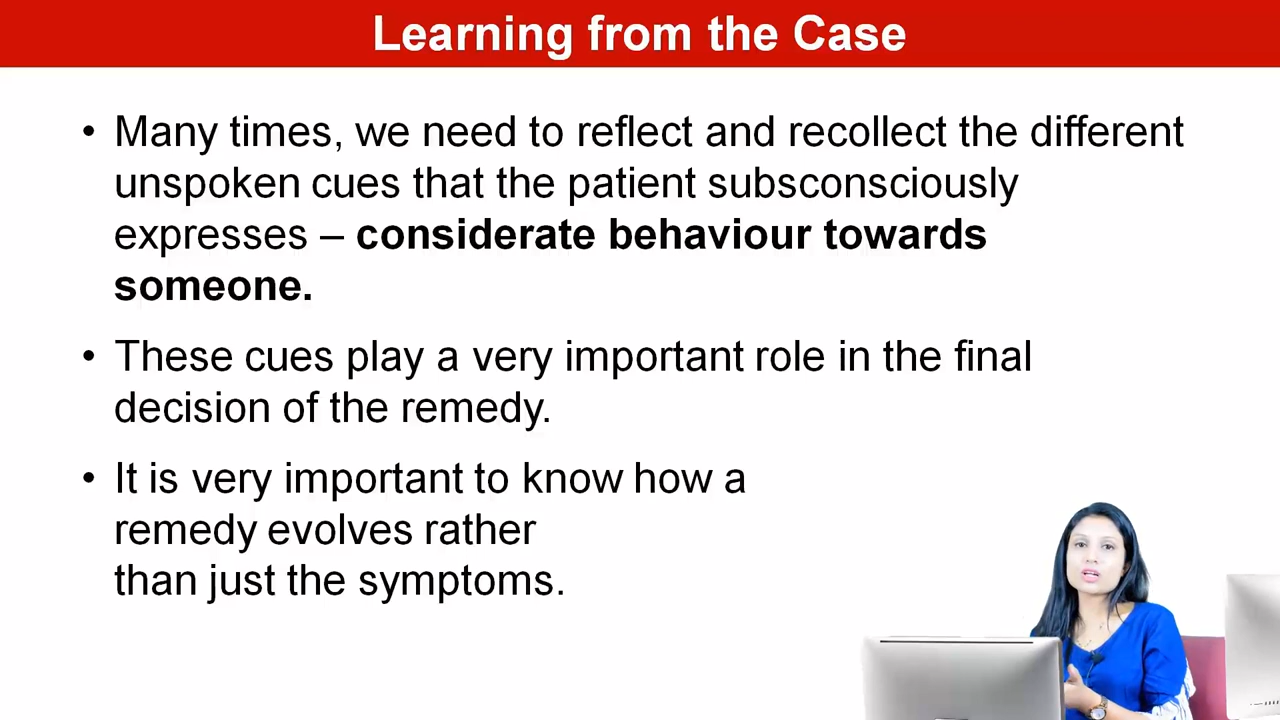 Learning from the Case
• Many times, we need to reflect and recollect the different
unspoken cues that the patient subsconsciously
expresses – considerate behaviour towards
someone.
• These cues play a very important role in the final
decision of the remedy.
• It is very important to know how a
remedy evolves rather
than just the symptoms.